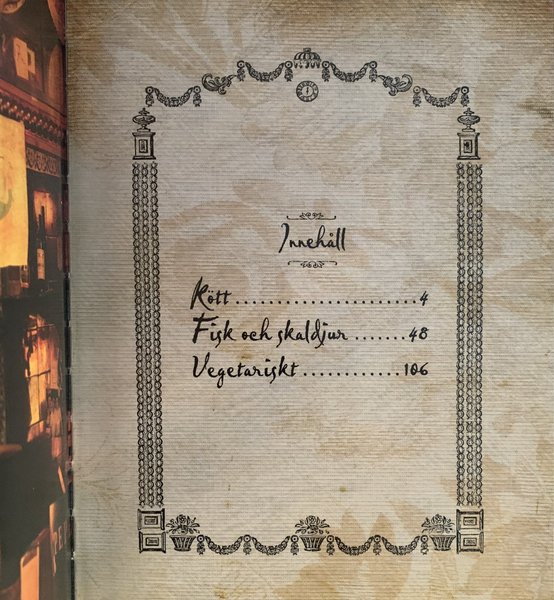 Innehåll
Kött.....................4
Fisk och skaldjur.......48
Vegetariskt............106